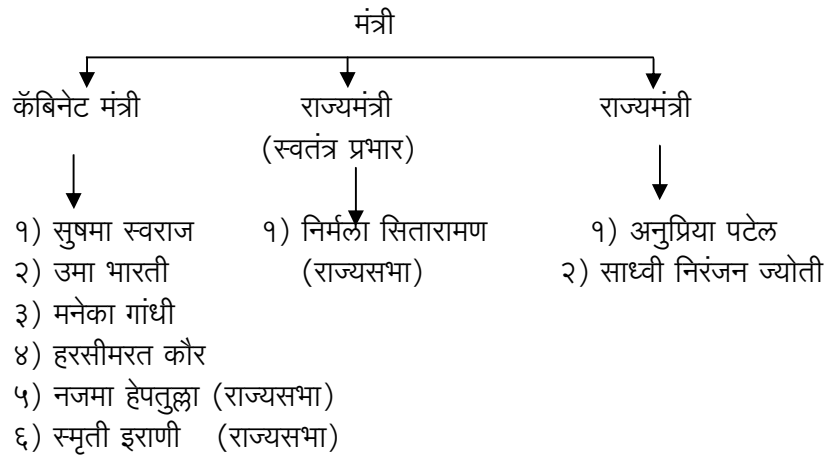 मंत्री
कॅबिनेट मंत्री राज्यमंत्री राज्यमंत्री
(स्वतंत्र प्रभार)
१) सुषमा स्वराज १) निर्मला सितारामण १) अनुप्रिया पटेल
२) उमा भारती (राज्यसभा) २) साध्वी निरंजन ज्योती
३) मनेका गांधी
४) हरसीमरत कौर
५) नजमा हेपतुल्ला (राज्यसभा)
६) स्मृती इराणी (राज्यसभा)